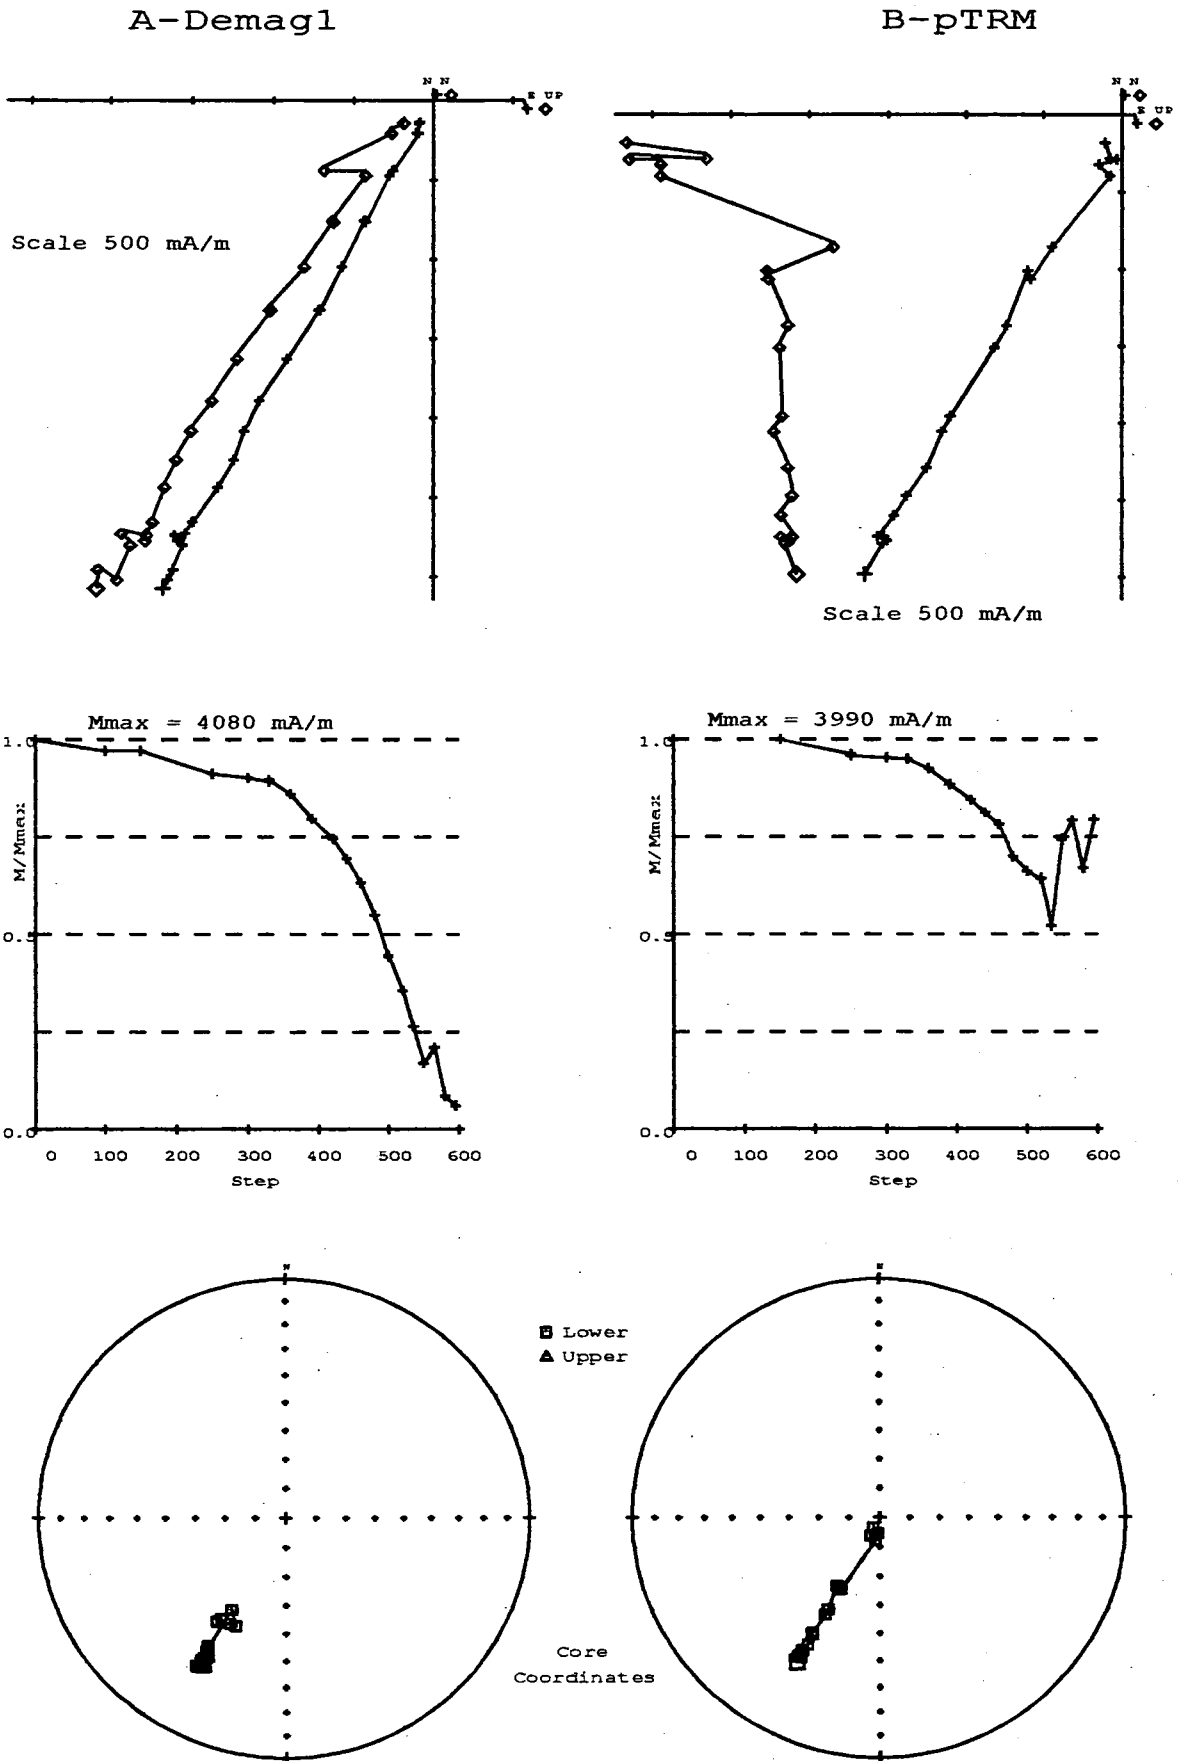 A-Demag1
B-pTRM
N N
E UP
N N
E UP
Scale 500 mA/m
Scale 500 mA/m
Mmax = 4080 mA/m
Mmax = 3990 mA/m
1.0
M/Mmax
0.5
0.0
0 100 200 300 400 500 600
Step
1.0
M/Mmax
0.5
0.0
0 100 200 300 400 500 600
Step
N
N
Lower
Upper
Core
Coordinates